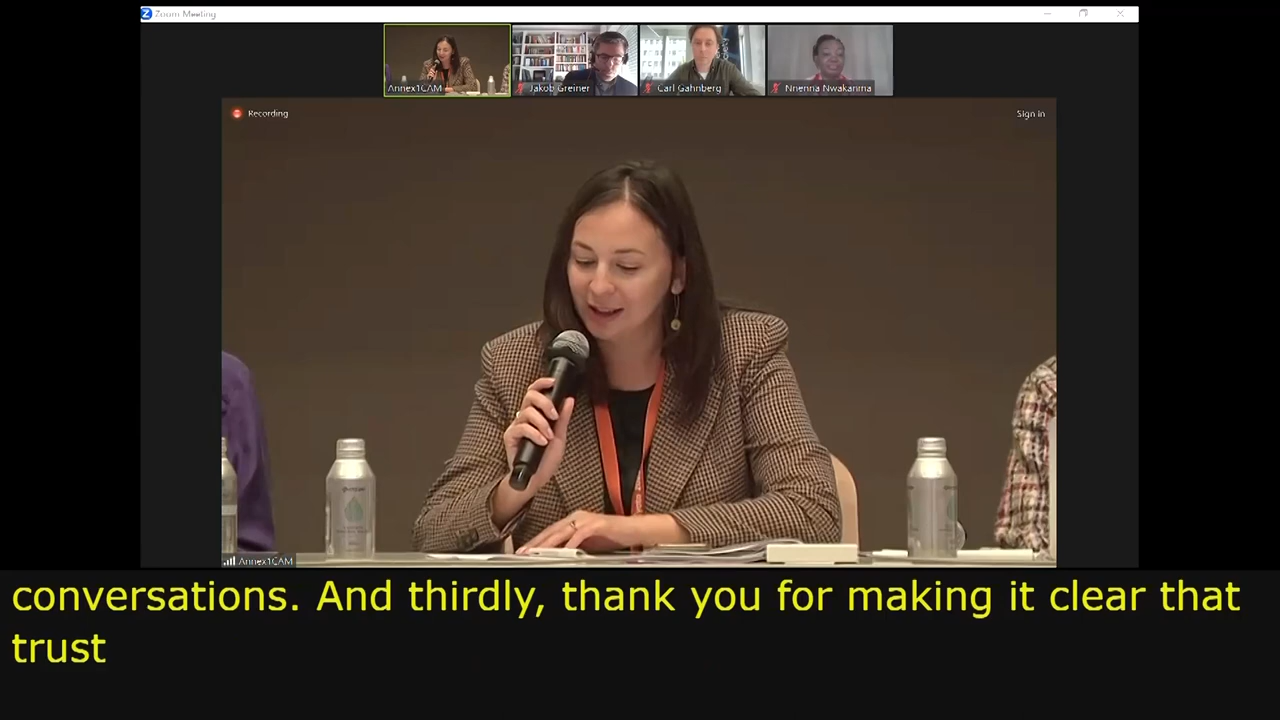 Zoom Meeting
Annex1CAM
Jakob Greiner
Carl Gahnberg
Nnenna Nwakanma
Recording
Sign in
Annex1CAM
conversations. And thirdly, thank you for making it clear that
trust